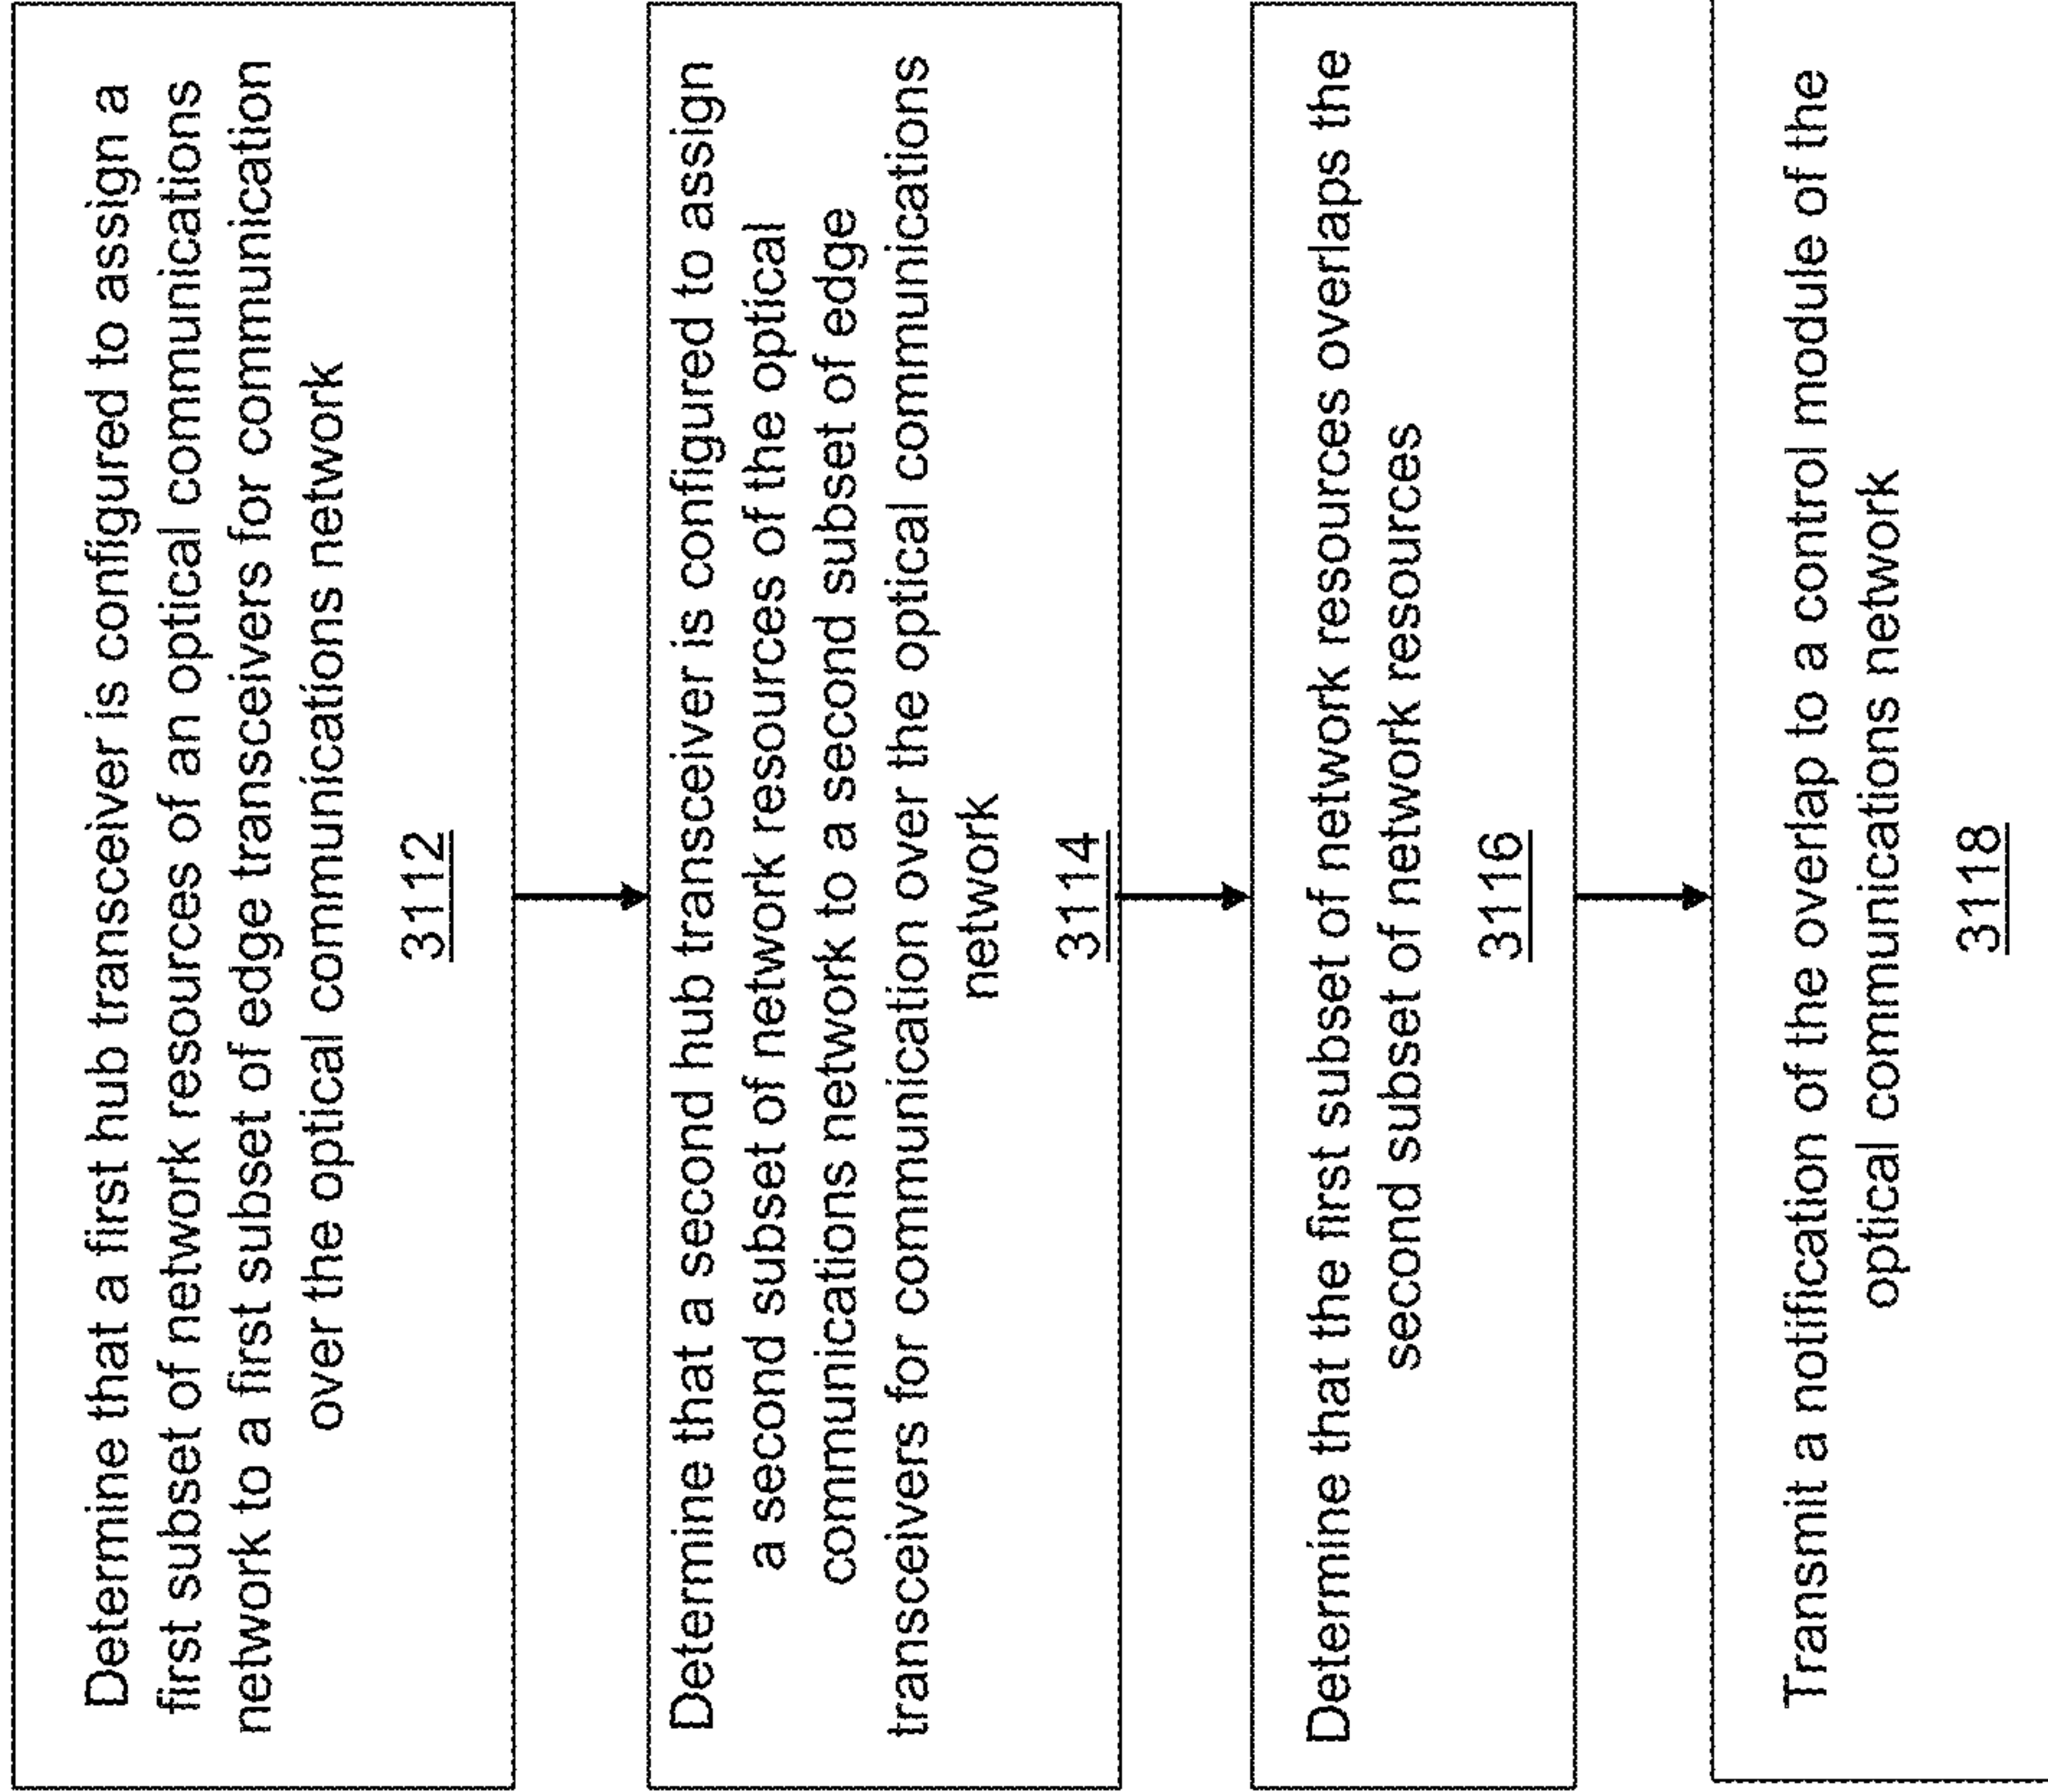 Determine that a first hub transceiver is configured to assign a
first subset of network resources of an optical communications
network to a first subset of edge transceivers for communication
over the optical communications network
3112
Determine that a second hub transceiver is configured to assign
a second subset of network resources of the optical
communications network to a second subset of edge
transceivers for communication over the optical communications
network
3114
Determine that the first subset of network resources overlaps the
second subset of network resources
3116
Transmit a notification of the overlap to a control module of the
optical communications network
3118